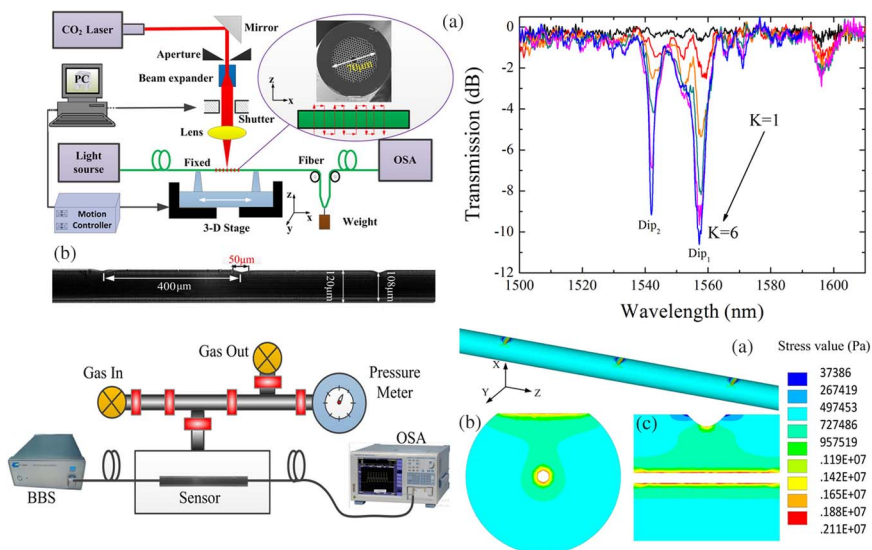 CO2 Laser
Mirror
(a)
Aperture
Beam expander
70μm
PC
z
x
Shutter
Lens
Light
sourse
Fixed
Fiber
OSA
Motion
Controller
3-D Stage
z
x
y
Weight
(b)
50μm
400μm
120μm
108μm
Transmission (dB)
0
-2
-4
-6
-8
-10
-12
K=1
K=6
Dip2
Dip1
1500
1520
1540
1560
1580
1600
Wavelength (nm)
Gas Out
Gas In
Pressure
Meter
OSA
BBS
Sensor
(a)
X
Y
Z
(b)
(c)
Stress value (Pa)
37386
267419
497453
727486
957519
.119E+07
.142E+07
.165E+07
.188E+07
.211E+07